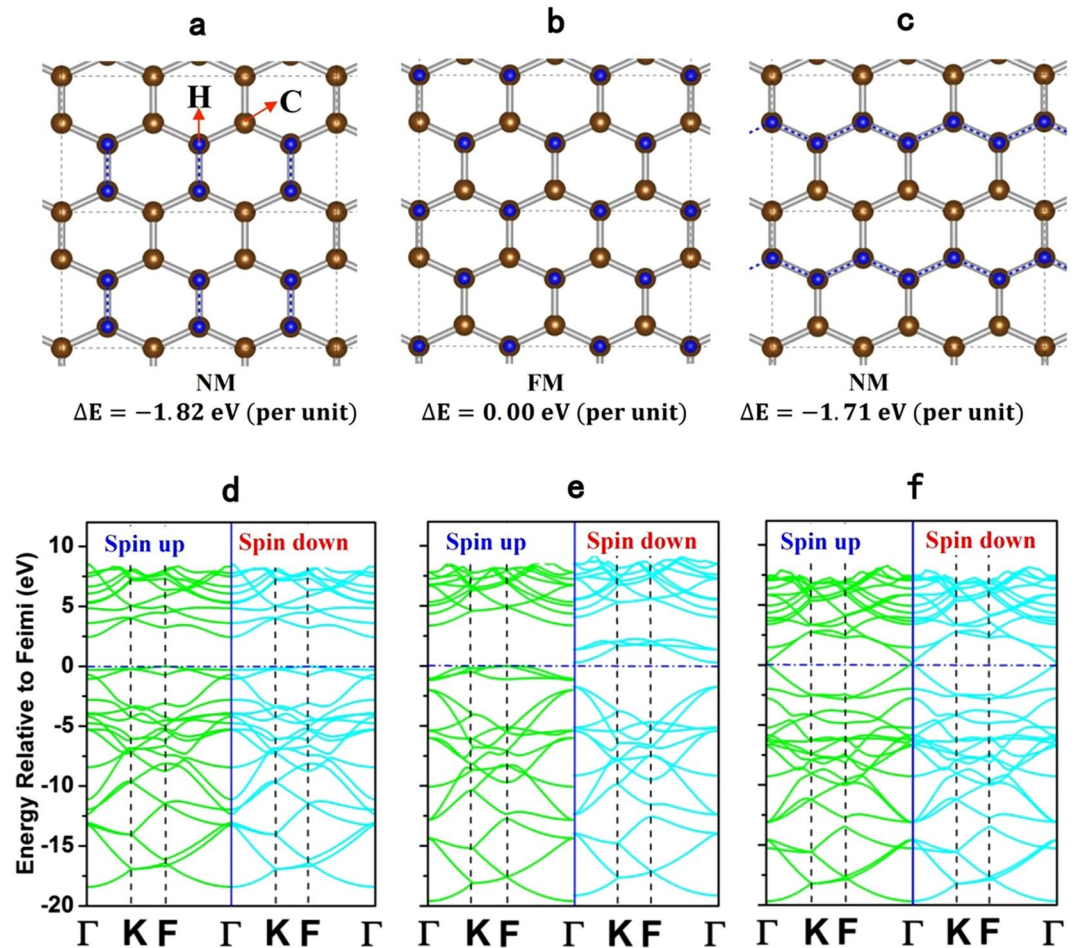 a
b
c
H
C
NM
FM
NM
ΔE = −1.82 eV (per unit)
ΔE = 0.00 eV (per unit)
ΔE = −1.71 eV (per unit)
d
e
f
Energy Relative to Feimi (eV)
10
5
0
-5
-10
-15
-20
Spin up
Spin down
Spin up
Spin down
Spin up
Spin down
Γ K F Γ K F Γ
Γ K F Γ K F Γ
Γ K F Γ K F Γ